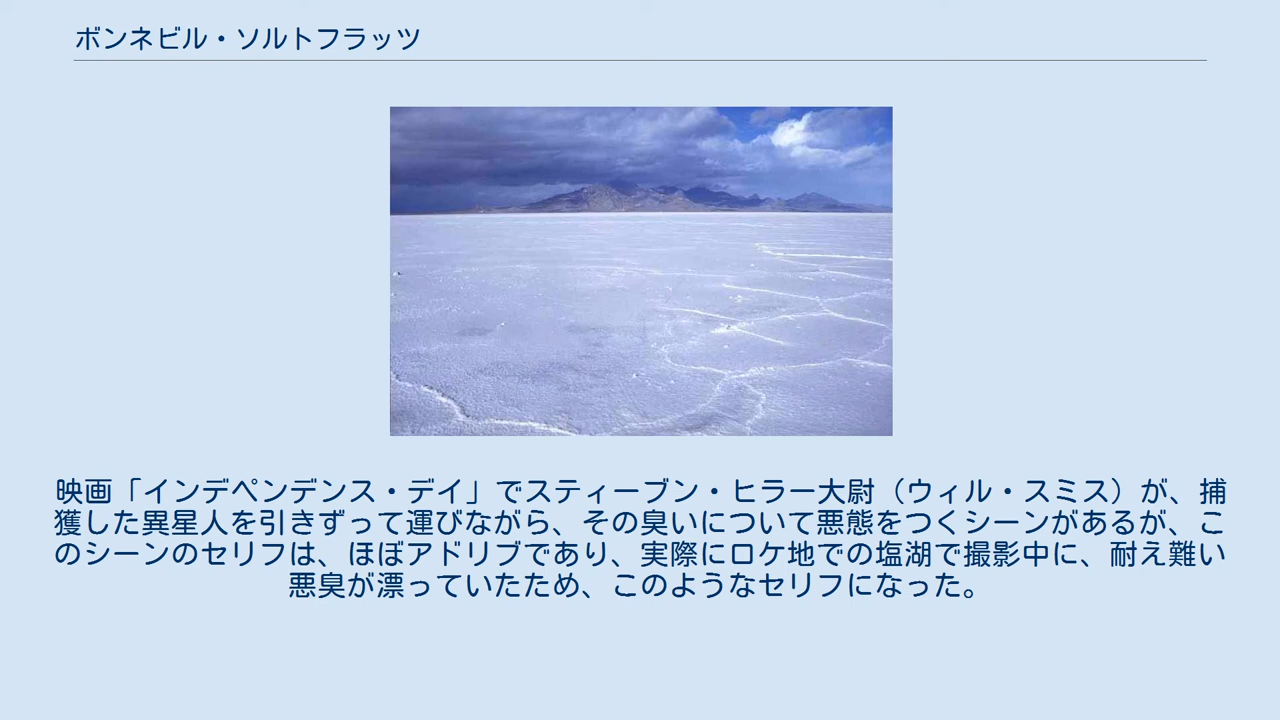 ボンネビル・ソルトフラッツ
映画「インデペンデンス・デイ」でスティーブン・ヒラー大尉（ウィル・スミス）が、捕
獲した異星人を引きずって運びながら、その臭いについて悪態をつくシーンがあるが、こ
のシーンのセリフは、ほぼアドリブであり、実際にロケ地での塩湖で撮影中に、耐え難い
悪臭が漂っていたため、このようなセリフになった。